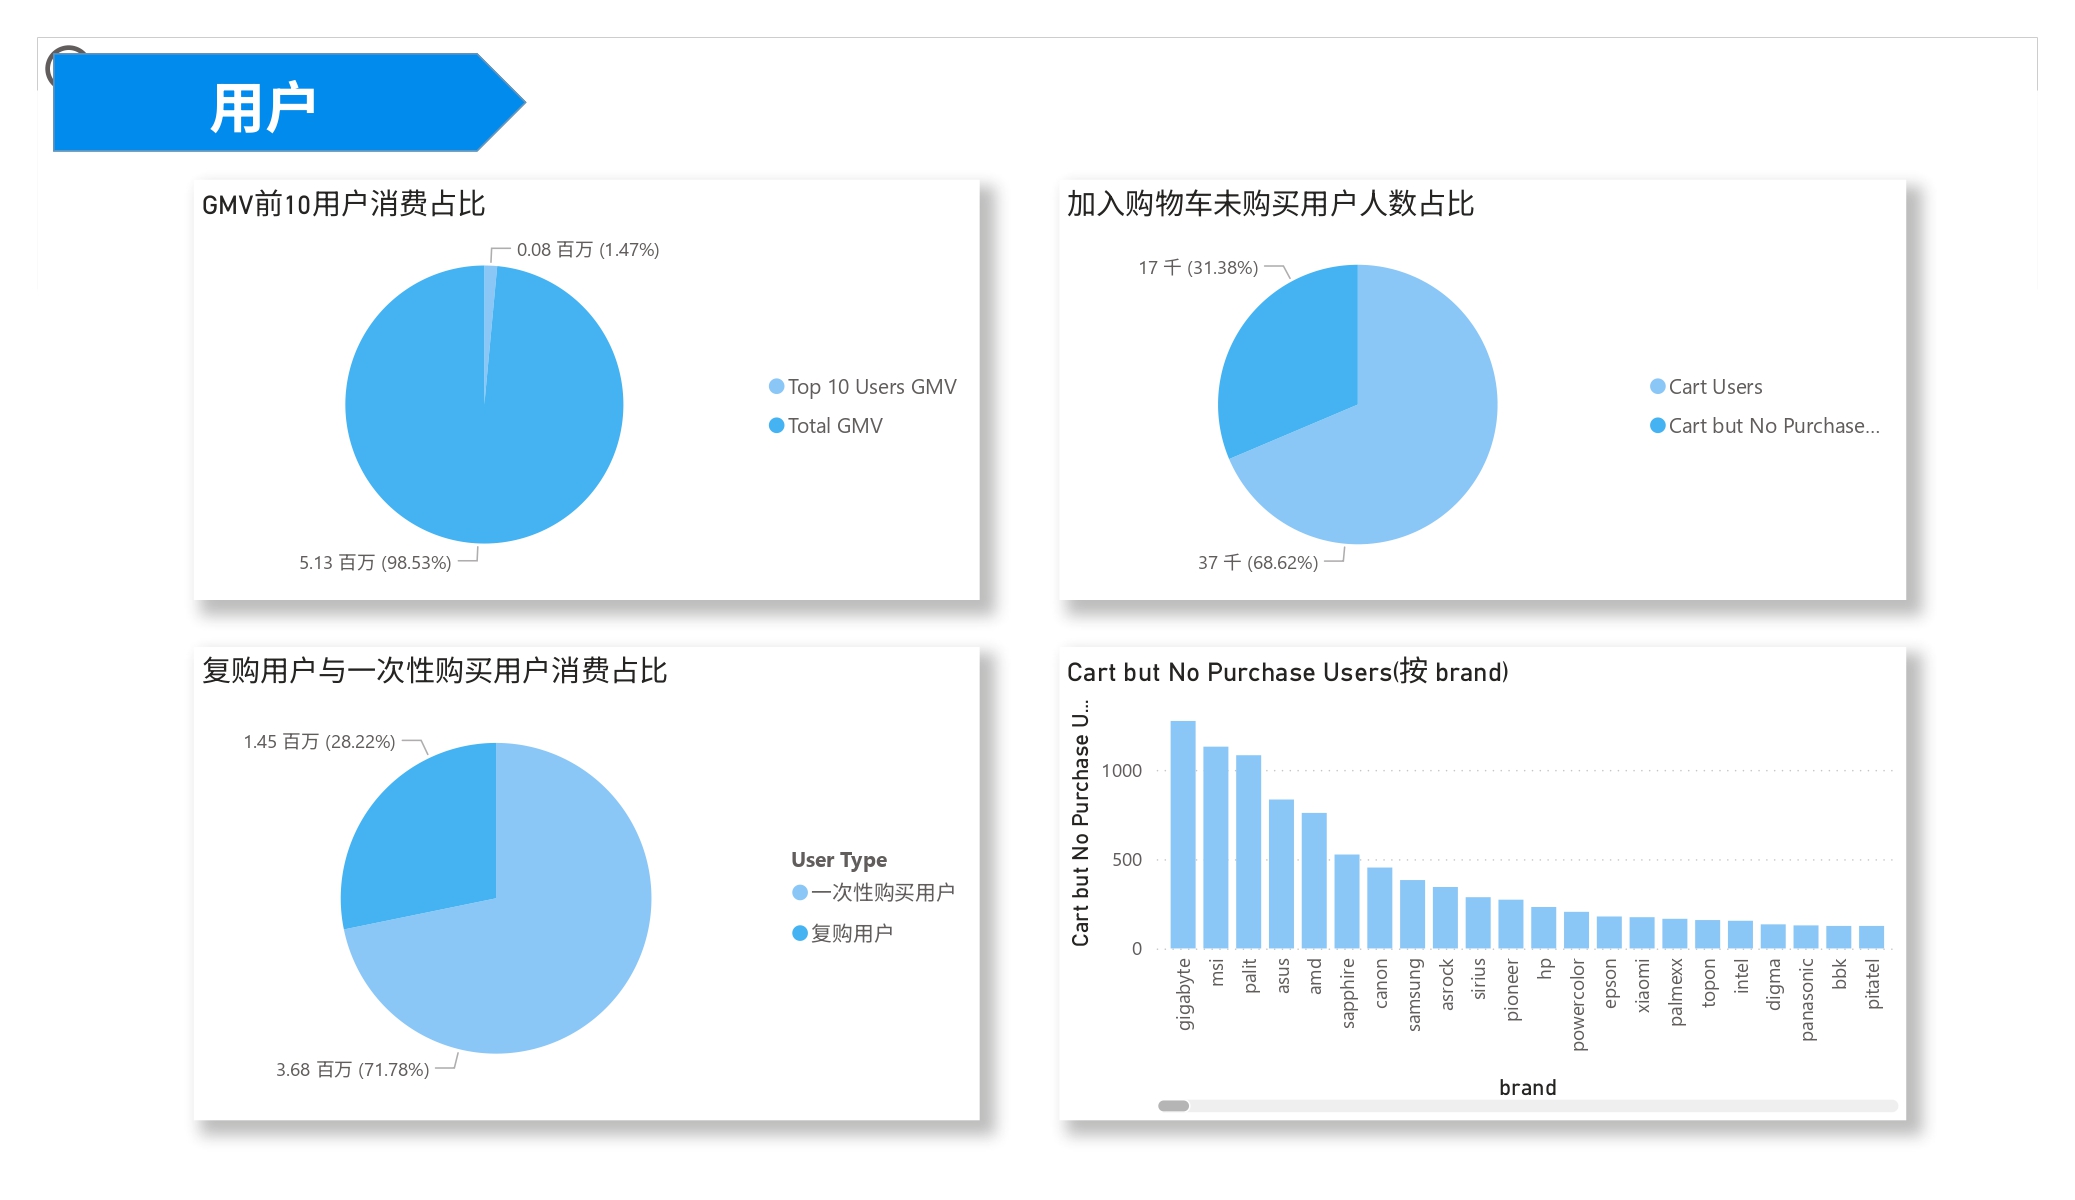 用户
GMV前10用户消费占比
0.08 百万 (1.47%)
5.13 百万 (98.53%)
Top 10 Users GMV
Total GMV
加入购物车未购买用户人数占比
17 千 (31.38%)
37 千 (68.62%)
Cart Users
Cart but No Purchase...
复购用户与一次性购买用户消费占比
1.45 百万 (28.22%)
3.68 百万 (71.78%)
User Type
一次性购买用户
复购用户
Cart but No Purchase Users(按 brand)
Cart but No Purchase U...
1000
500
0
gigabyte
msi
palit
asus
amd
sapphire
canon
samsung
asrock
sirius
pioneer
hp
powercolor
epson
xiaomi
palmexx
topon
intel
digma
panasonic
bbk
pitatel
brand